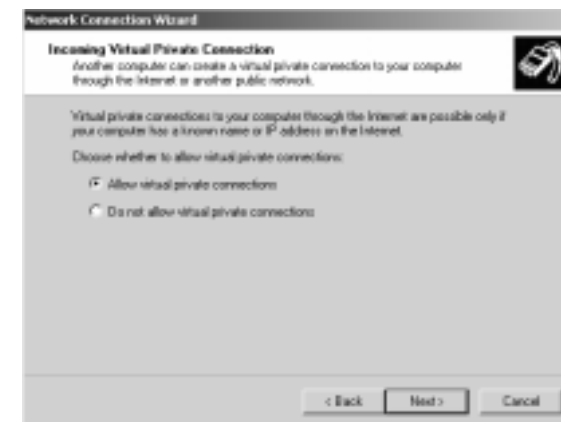 Network Connection Wizard
Incoming Virtual Private Connection
Another computer can create a virtual private connection to your computer
through the Internet or another public network.
Virtual private connections to your computer through the Internet are possible only if
your computer has a known name or IP address on the Internet.
Choose whether to allow virtual private connections:
Allow virtual private connections
Do not allow virtual private connections
< Back
Next >
Cancel